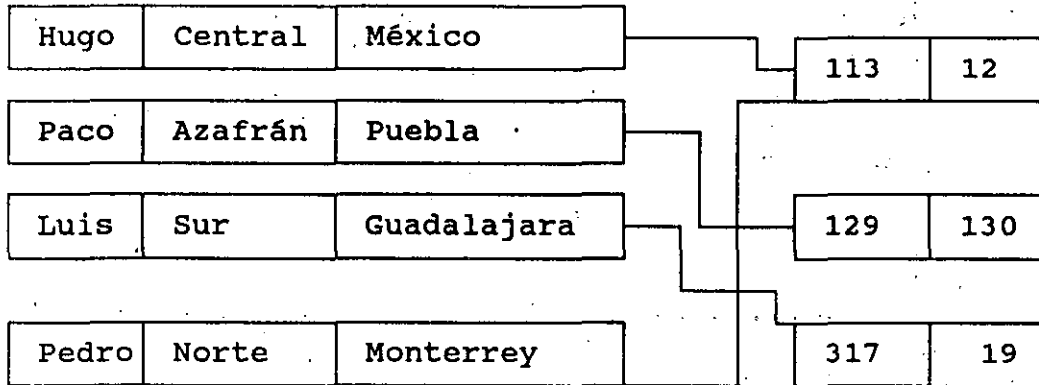 Hugo Central México
113 12
Paco Azafrán Puebla
129 130
Luis Sur Guadalajara
Pedro Norte Monterrey
317 19